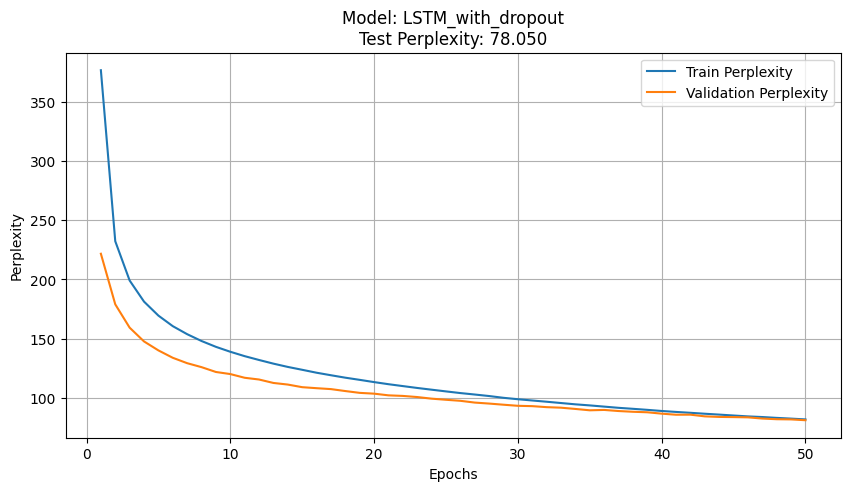 Model: LSTM_with_dropout
Test Perplexity: 78.050
Train Perplexity
Validation Perplexity
Perplexity
350
300
250
200
150
100
0 10 20 30 40 50
Epochs